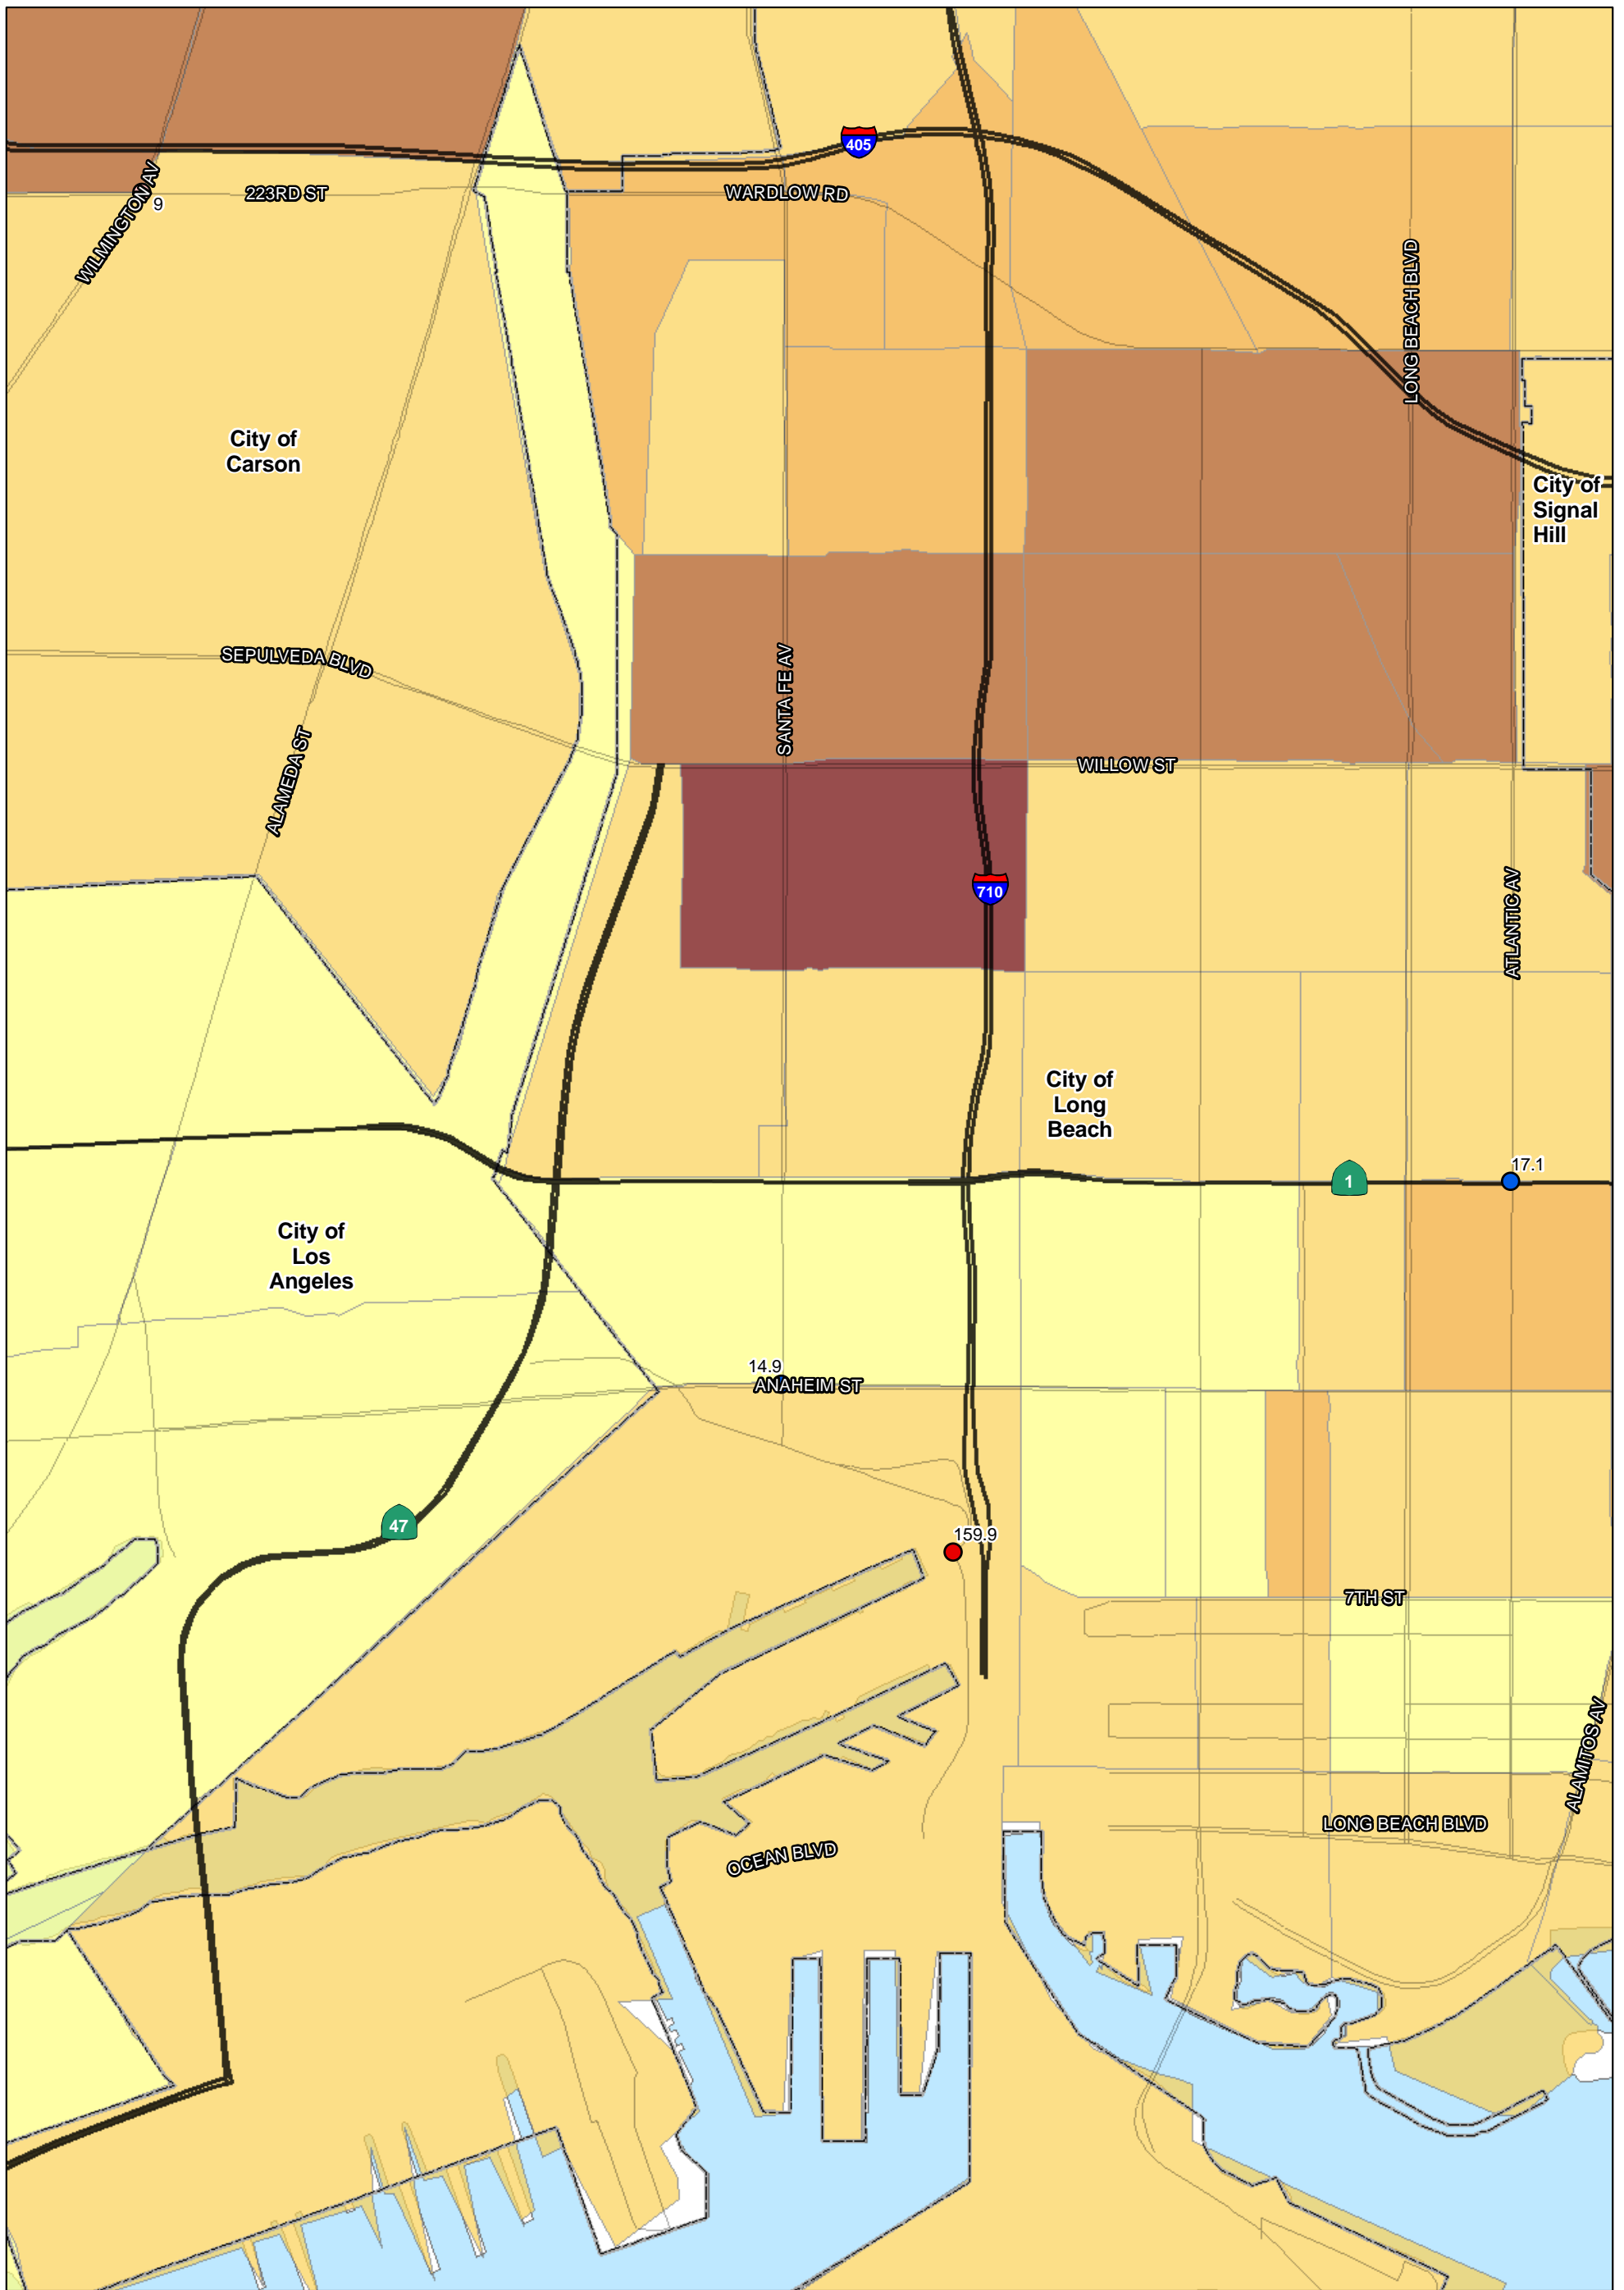 405
WARDLOW RD
223RD ST
WILMINGTON AV
9
LONG BEACH BLVD
City of
Carson
City of
Signal
Hill
SEPULVEDA BLVD
SANTA FE AV
ALAMEDA ST
WILLOW ST
710
ATLANTIC AV
City of
Long
Beach
17.1
1
City of
Los
Angeles
14.9
ANAHEIM ST
47
159.9
7TH ST
ALAMITOS AV
LONG BEACH BLVD
OCEAN BLVD